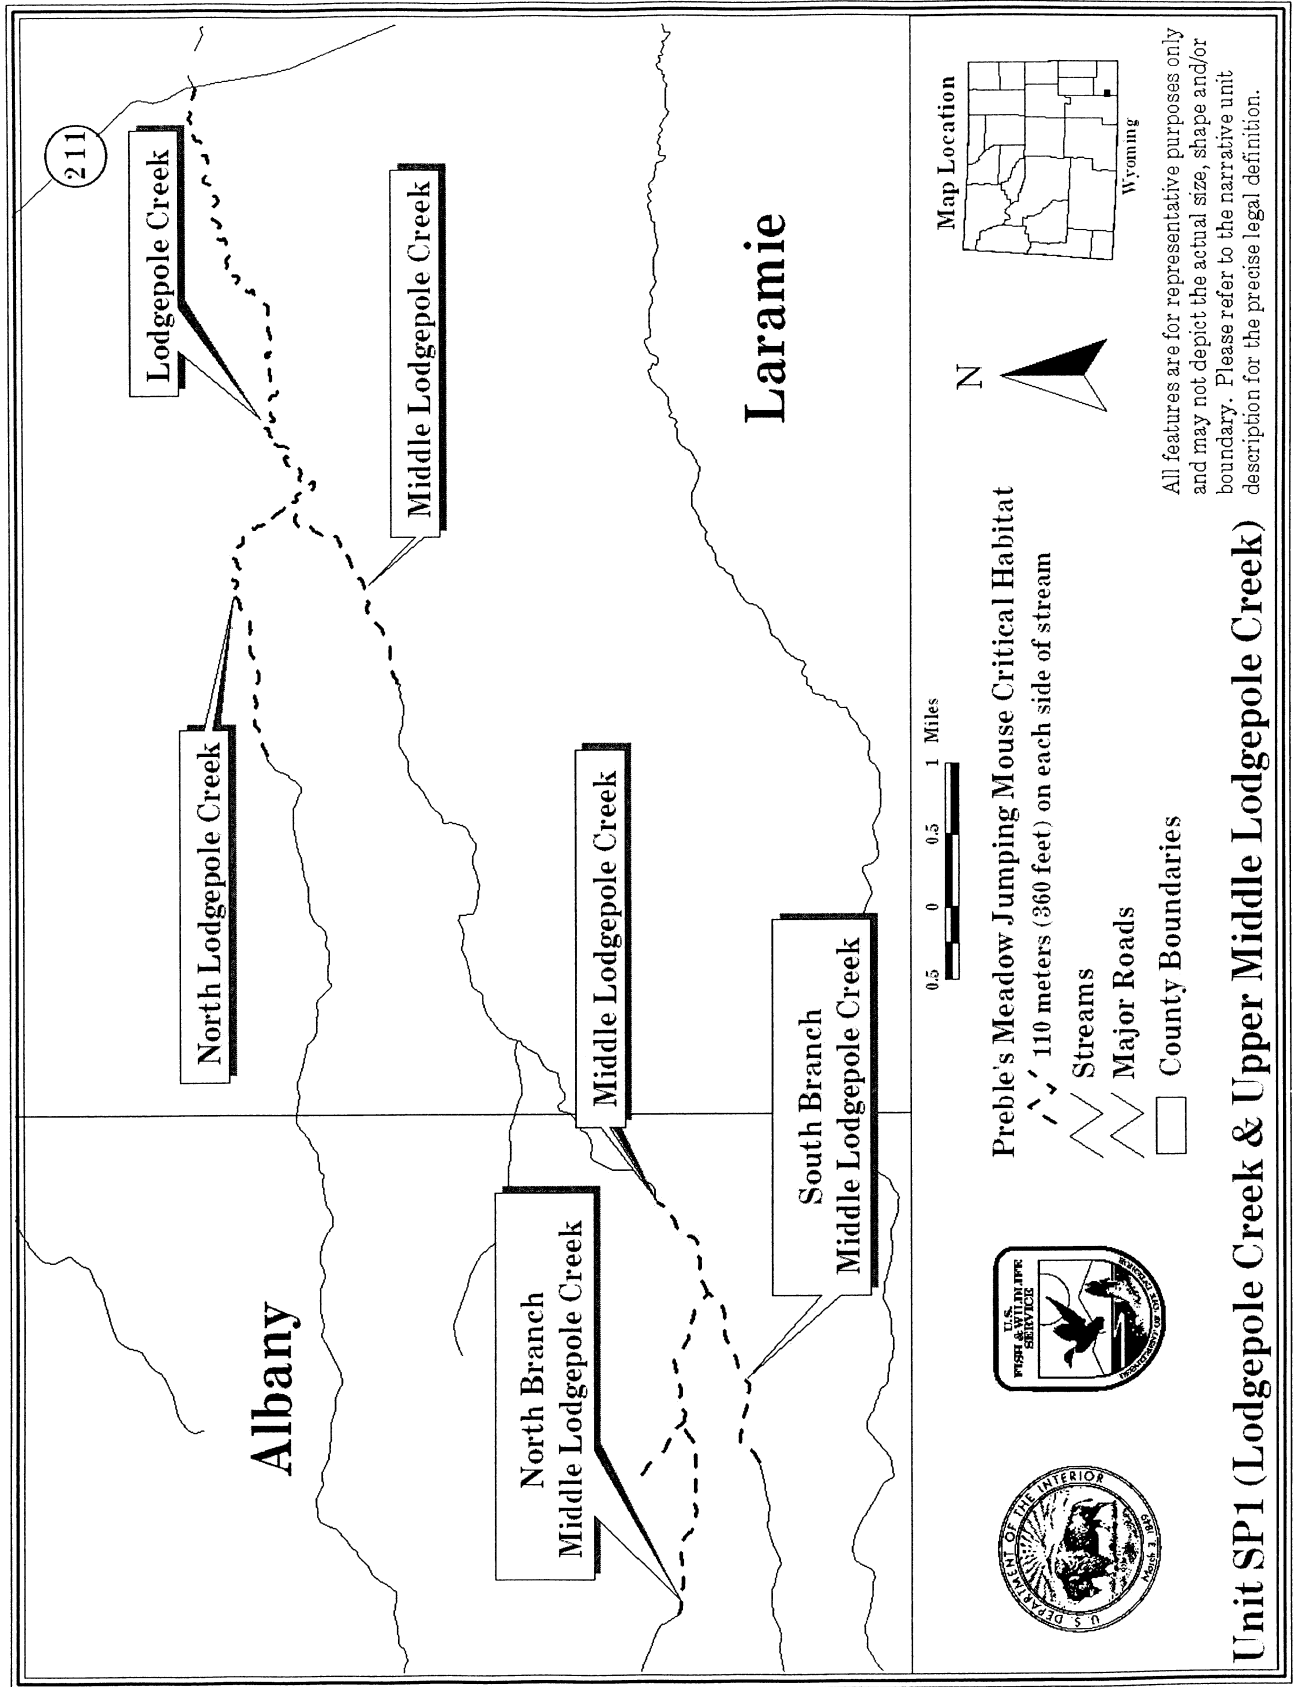 211
Lodgepole Creek
North Lodgepole Creek
Middle Lodgepole Creek
Albany
Laramie
North Branch
Middle Lodgepole Creek
Middle Lodgepole Creek
South Branch
Middle Lodgepole Creek
0.5 0 0.5 1 Miles
Preble's Meadow Jumping Mouse Critical Habitat
110 meters (360 feet) on each side of stream
Streams
Major Roads
County Boundaries
N
Map Location
Wyoming
All features are for representative purposes only
and may not depict the actual size, shape and/or
boundary. Please refer to the narrative unit
description for the precise legal definition.
U.S. DEPARTMENT OF THE INTERIOR
March 3, 1849
U.S.
FISH & WILDLIFE
SERVICE
DEPARTMENT OF THE INTERIOR
Unit SP1 (Lodgepole Creek & Upper Middle Lodgepole Creek)